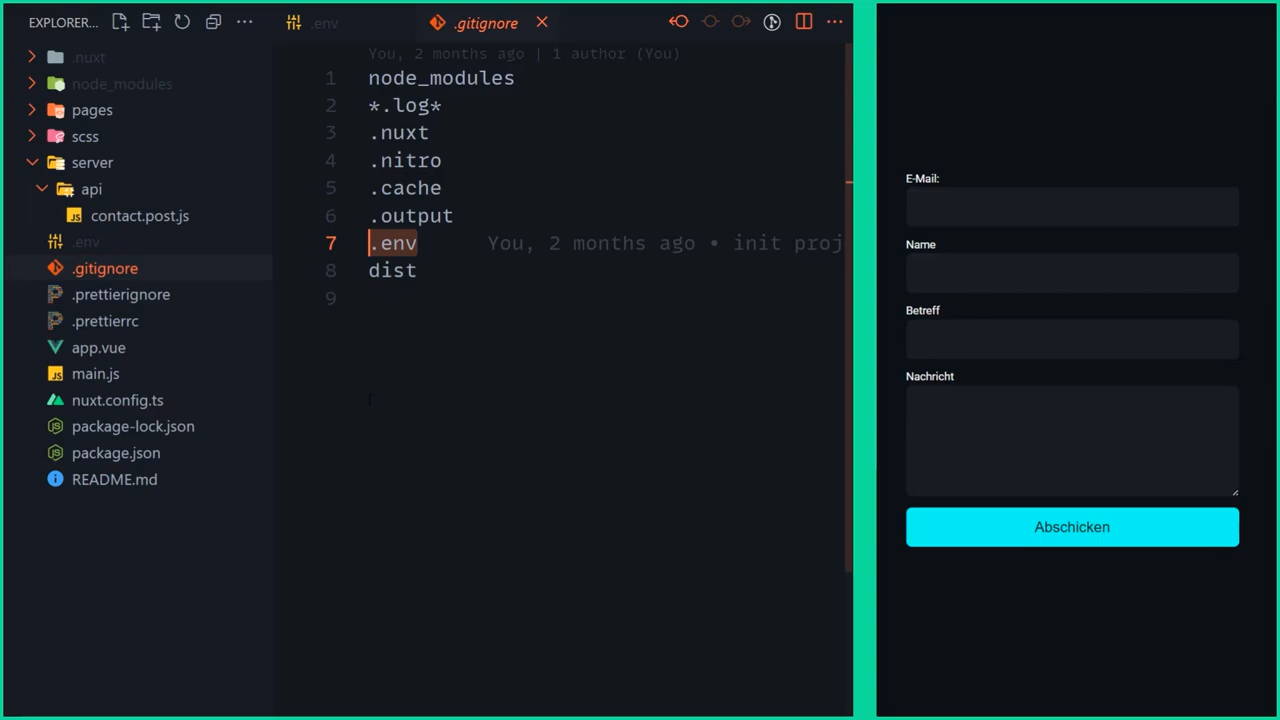 EXPLORER...
.nuxt
node_modules
pages
scss
server
api
JS contact.post.js
.env
.gitignore
.prettierignore
.prettierrc
app.vue
JS main.js
nuxt.config.ts
package-lock.json
package.json
README.md
.env
.gitignore
You, 2 months ago | 1 author (You)
1 node_modules
2 *.log*
3 .nuxt
4 .nitro
5 .cache
6 .output
7 .env You, 2 months ago • init proj
8 dist
9
E-Mail:
Name
Betreff
Nachricht
Abschicken